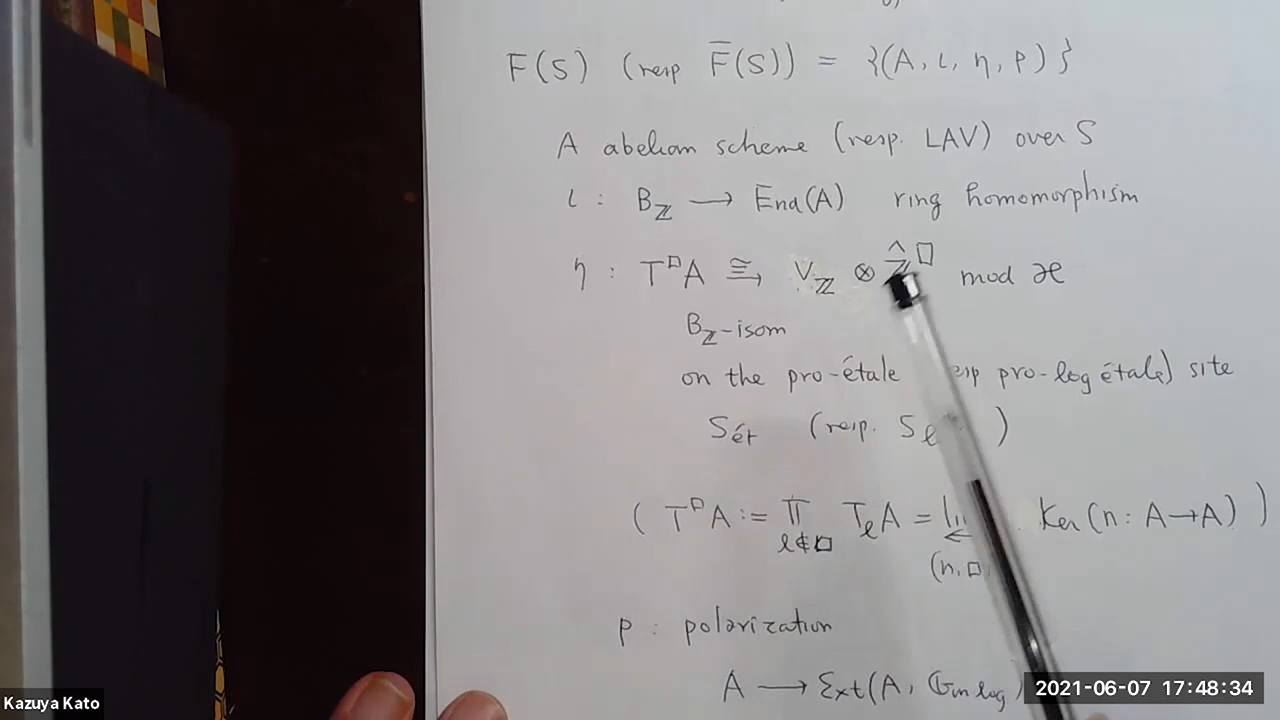 F(S) (resp F̄(S)) = {(A, ι, η, p)}
A abelian scheme (resp. LAV) over S
ι : B_ℤ → End(A) ring homomorphism
η : T^□A ≅→ V_ℤ ⊗ ℤ̂^□ mod 𝜘
B_ℤ-isom
on the pro-étale pro-log étale) site
S_ét (resp.
( T^□A := ∏_{ℓ∉□} T_ℓA = Ker(n : A→A) )
p : polarization
A → Ext(A, 𝔾_m log)
Kazuya Kato
2021-06-07 17:48:34